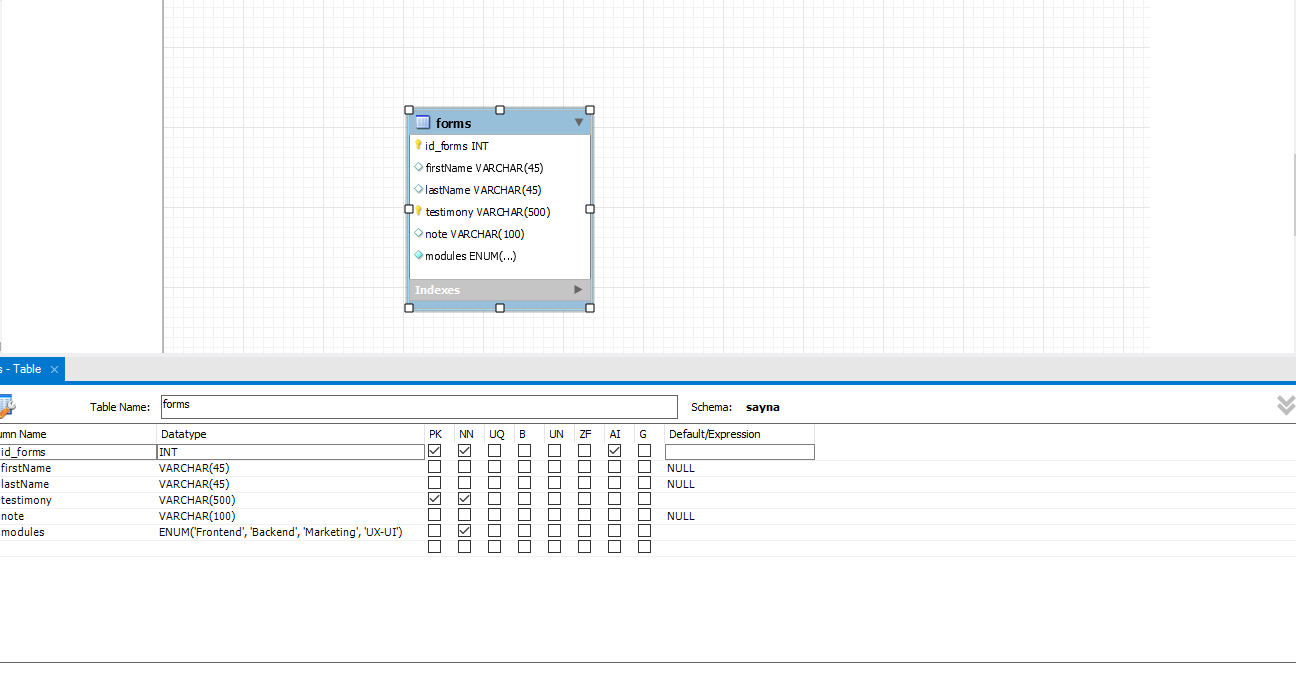 forms
id_forms INT
firstName VARCHAR(45)
lastName VARCHAR(45)
testimony VARCHAR(500)
note VARCHAR(100)
modules ENUM(...)
Indexes
s - Table
Table Name: forms Schema: sayna
umn Name Datatype PK NN UQ B UN ZF AI G Default/Expression
id_forms INT
firstName VARCHAR(45) NULL
lastName VARCHAR(45) NULL
testimony VARCHAR(500)
note VARCHAR(100) NULL
modules ENUM('Frontend', 'Backend', 'Marketing', 'UX-UI')